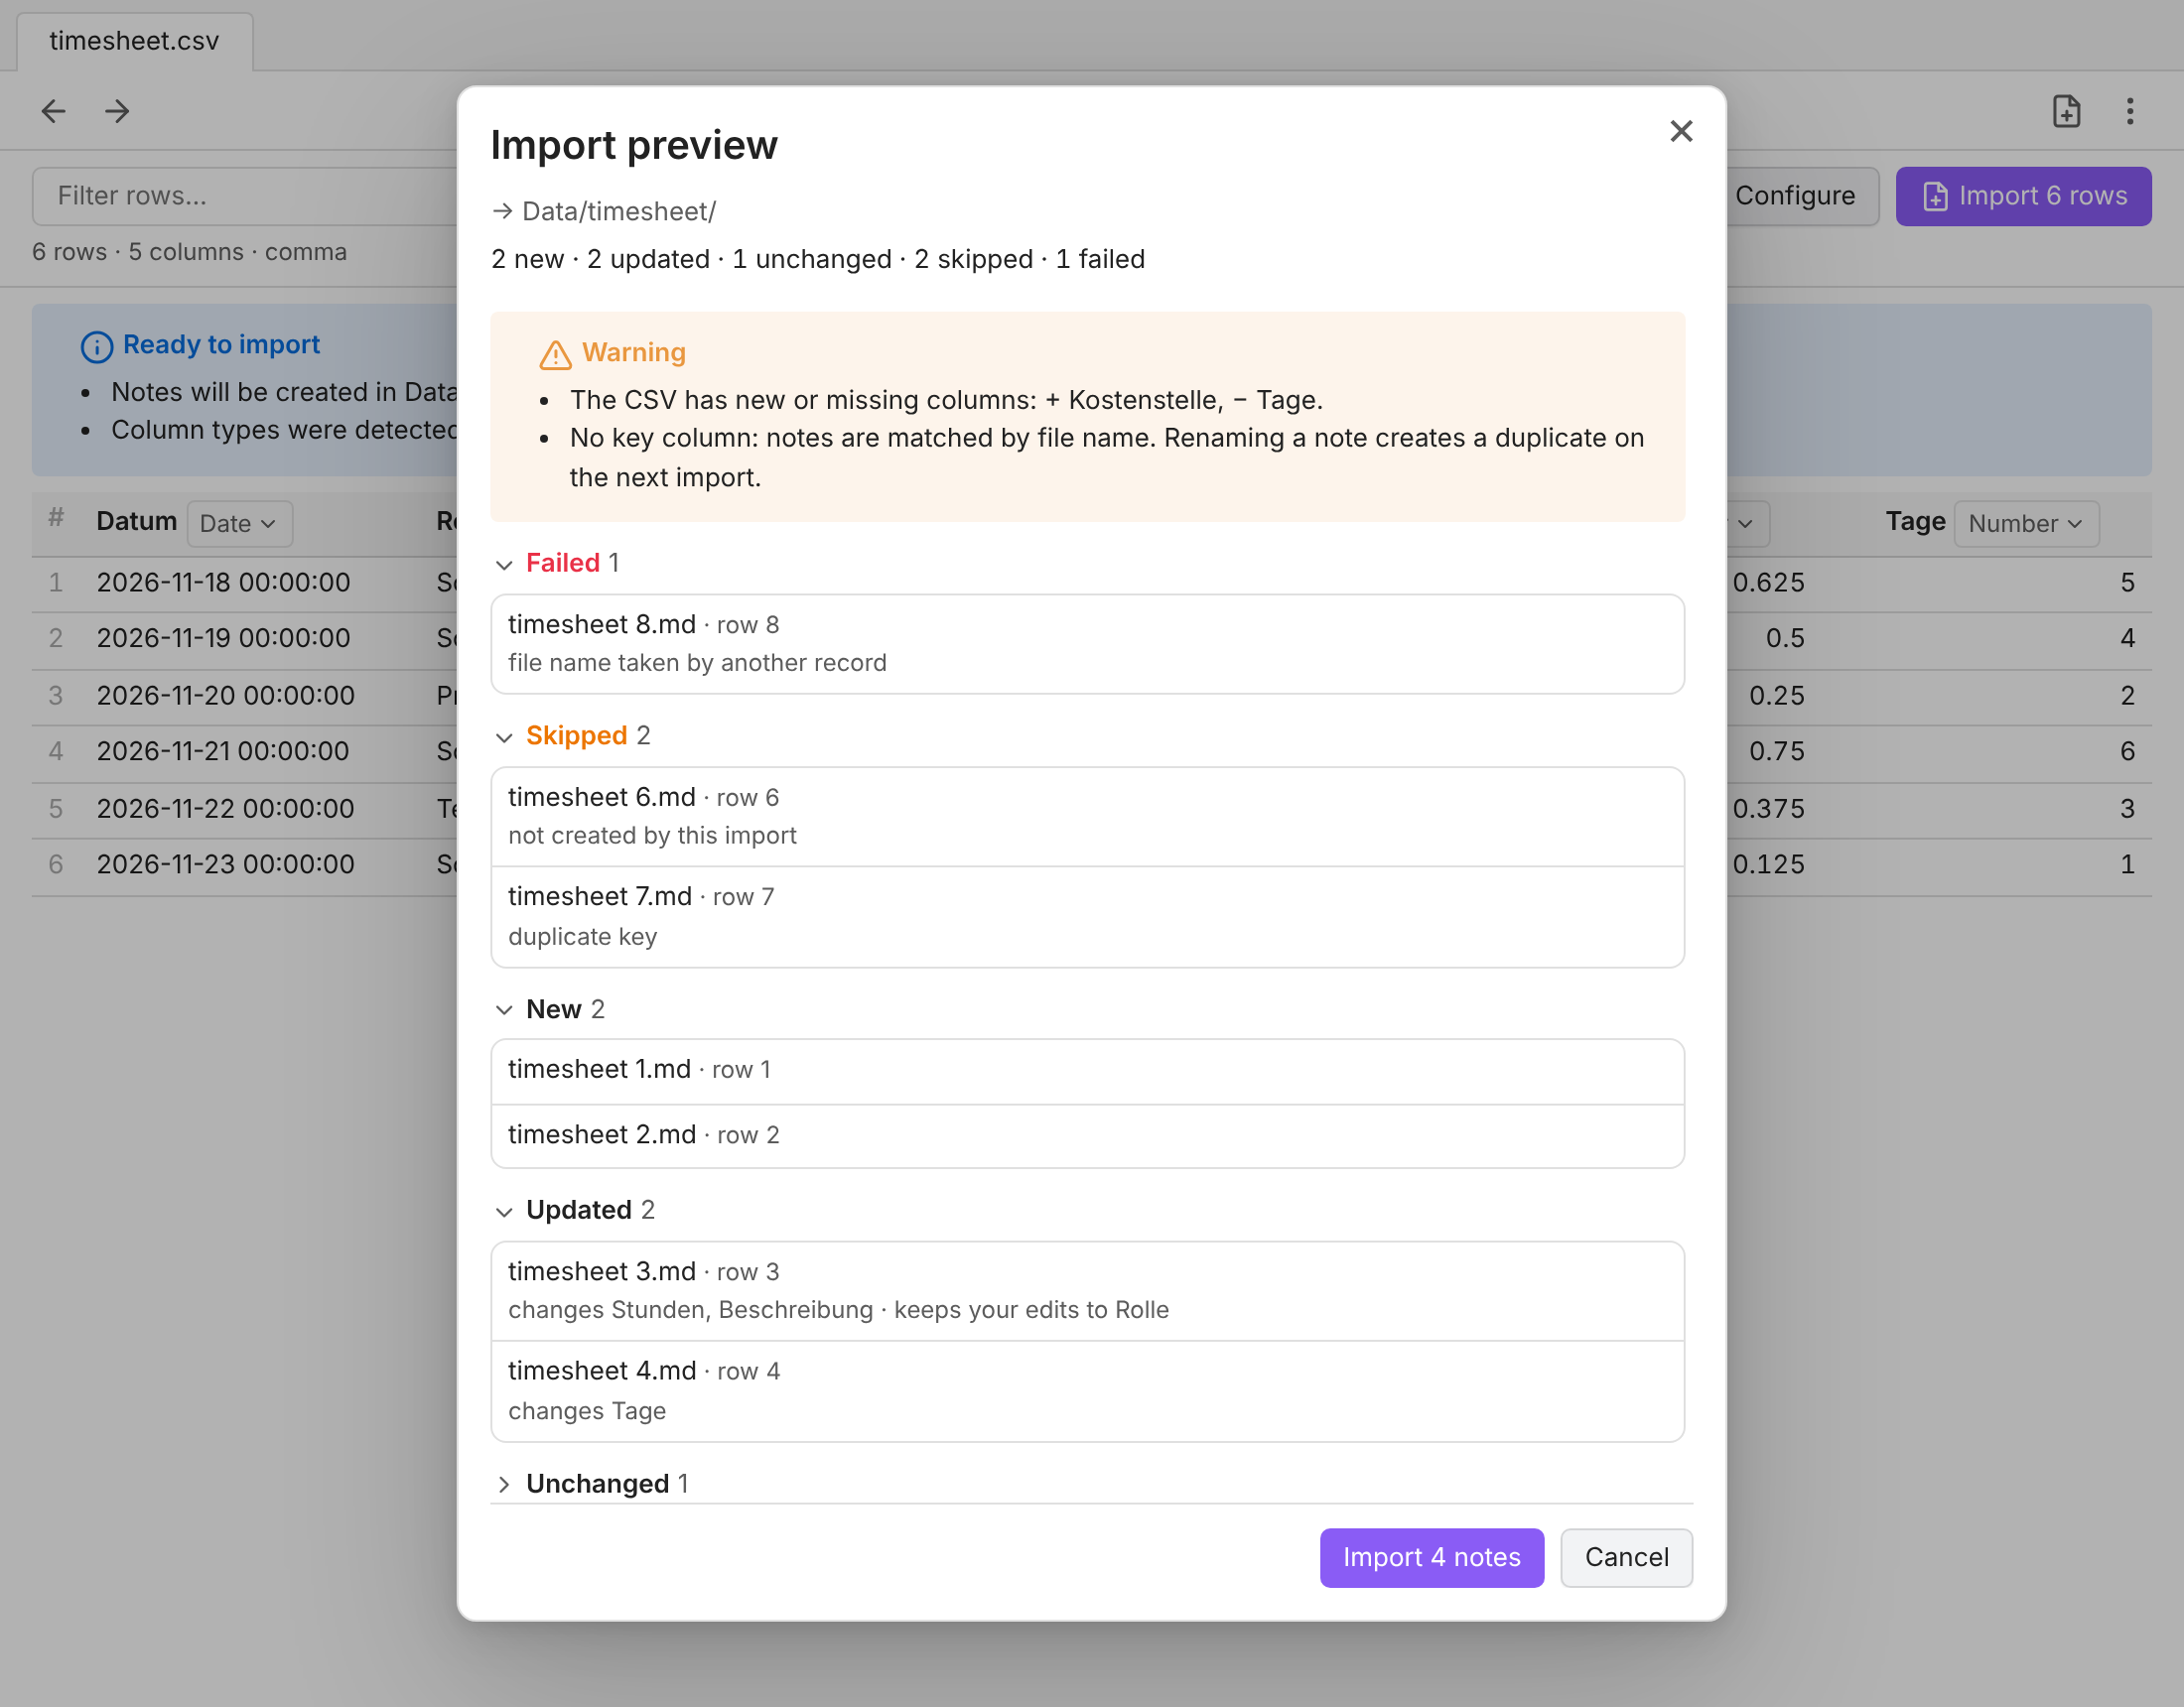 timesheet.csv
Filter rows...
Configure
Import 6 rows
6 rows · 5 columns · comma
Ready to import
• Notes will be created in Data
• Column types were detected
# Datum Date
Tage Number
1 2026-11-18 00:00:00 0.625 5
2 2026-11-19 00:00:00 0.5 4
3 2026-11-20 00:00:00 0.25 2
4 2026-11-21 00:00:00 0.75 6
5 2026-11-22 00:00:00 0.375 3
6 2026-11-23 00:00:00 0.125 1
Import preview
→ Data/timesheet/
2 new · 2 updated · 1 unchanged · 2 skipped · 1 failed
Warning
• The CSV has new or missing columns: + Kostenstelle, − Tage.
• No key column: notes are matched by file name. Renaming a note creates a duplicate on
the next import.
Failed 1
timesheet 8.md · row 8
file name taken by another record
Skipped 2
timesheet 6.md · row 6
not created by this import
timesheet 7.md · row 7
duplicate key
New 2
timesheet 1.md · row 1
timesheet 2.md · row 2
Updated 2
timesheet 3.md · row 3
changes Stunden, Beschreibung · keeps your edits to Rolle
timesheet 4.md · row 4
changes Tage
Unchanged 1
Import 4 notes
Cancel